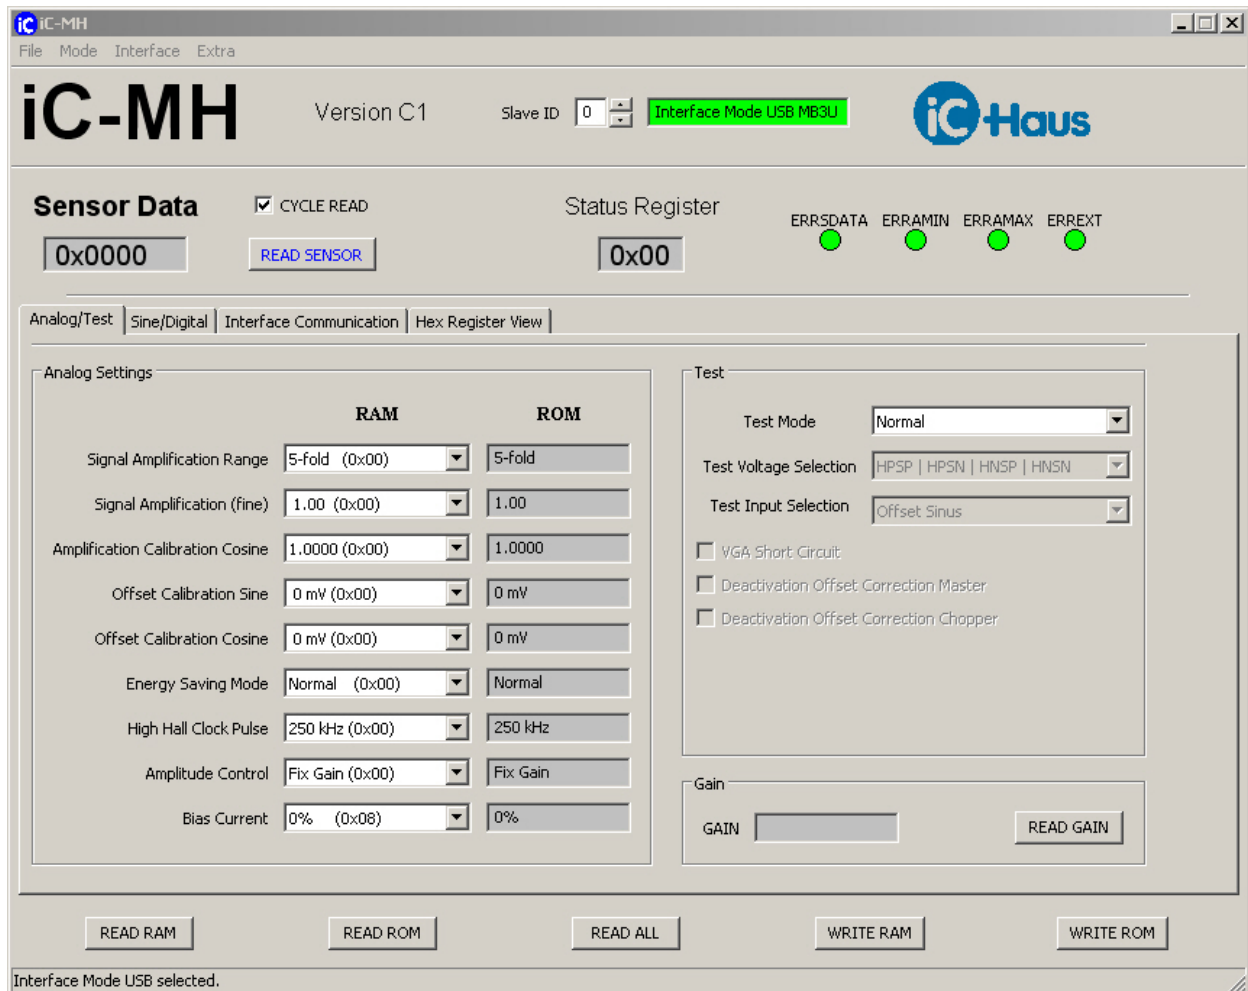 iC iC-MH
File Mode Interface Extra
iC-MH Version C1 Slave ID 0 Interface Mode USB MB3U iC Haus
Sensor Data CYCLE READ Status Register ERRSDATA ERRAMIN ERRAMAX ERREXT
0x0000 READ SENSOR 0x00
Analog/Test Sine/Digital Interface Communication Hex Register View
Analog Settings
RAM ROM
Signal Amplification Range 5-fold (0x00) 5-fold
Signal Amplification (fine) 1.00 (0x00) 1.00
Amplification Calibration Cosine 1.0000 (0x00) 1.0000
Offset Calibration Sine 0 mV (0x00) 0 mV
Offset Calibration Cosine 0 mV (0x00) 0 mV
Energy Saving Mode Normal (0x00) Normal
High Hall Clock Pulse 250 kHz (0x00) 250 kHz
Amplitude Control Fix Gain (0x00) Fix Gain
Bias Current 0% (0x08) 0%
Test
Test Mode Normal
Test Voltage Selection HPSP | HPSN | HNSP | HNSN
Test Input Selection Offset Sinus
VGA Short Circuit
Deactivation Offset Correction Master
Deactivation Offset Correction Chopper
Gain
GAIN READ GAIN
READ RAM READ ROM READ ALL WRITE RAM WRITE ROM
Interface Mode USB selected.